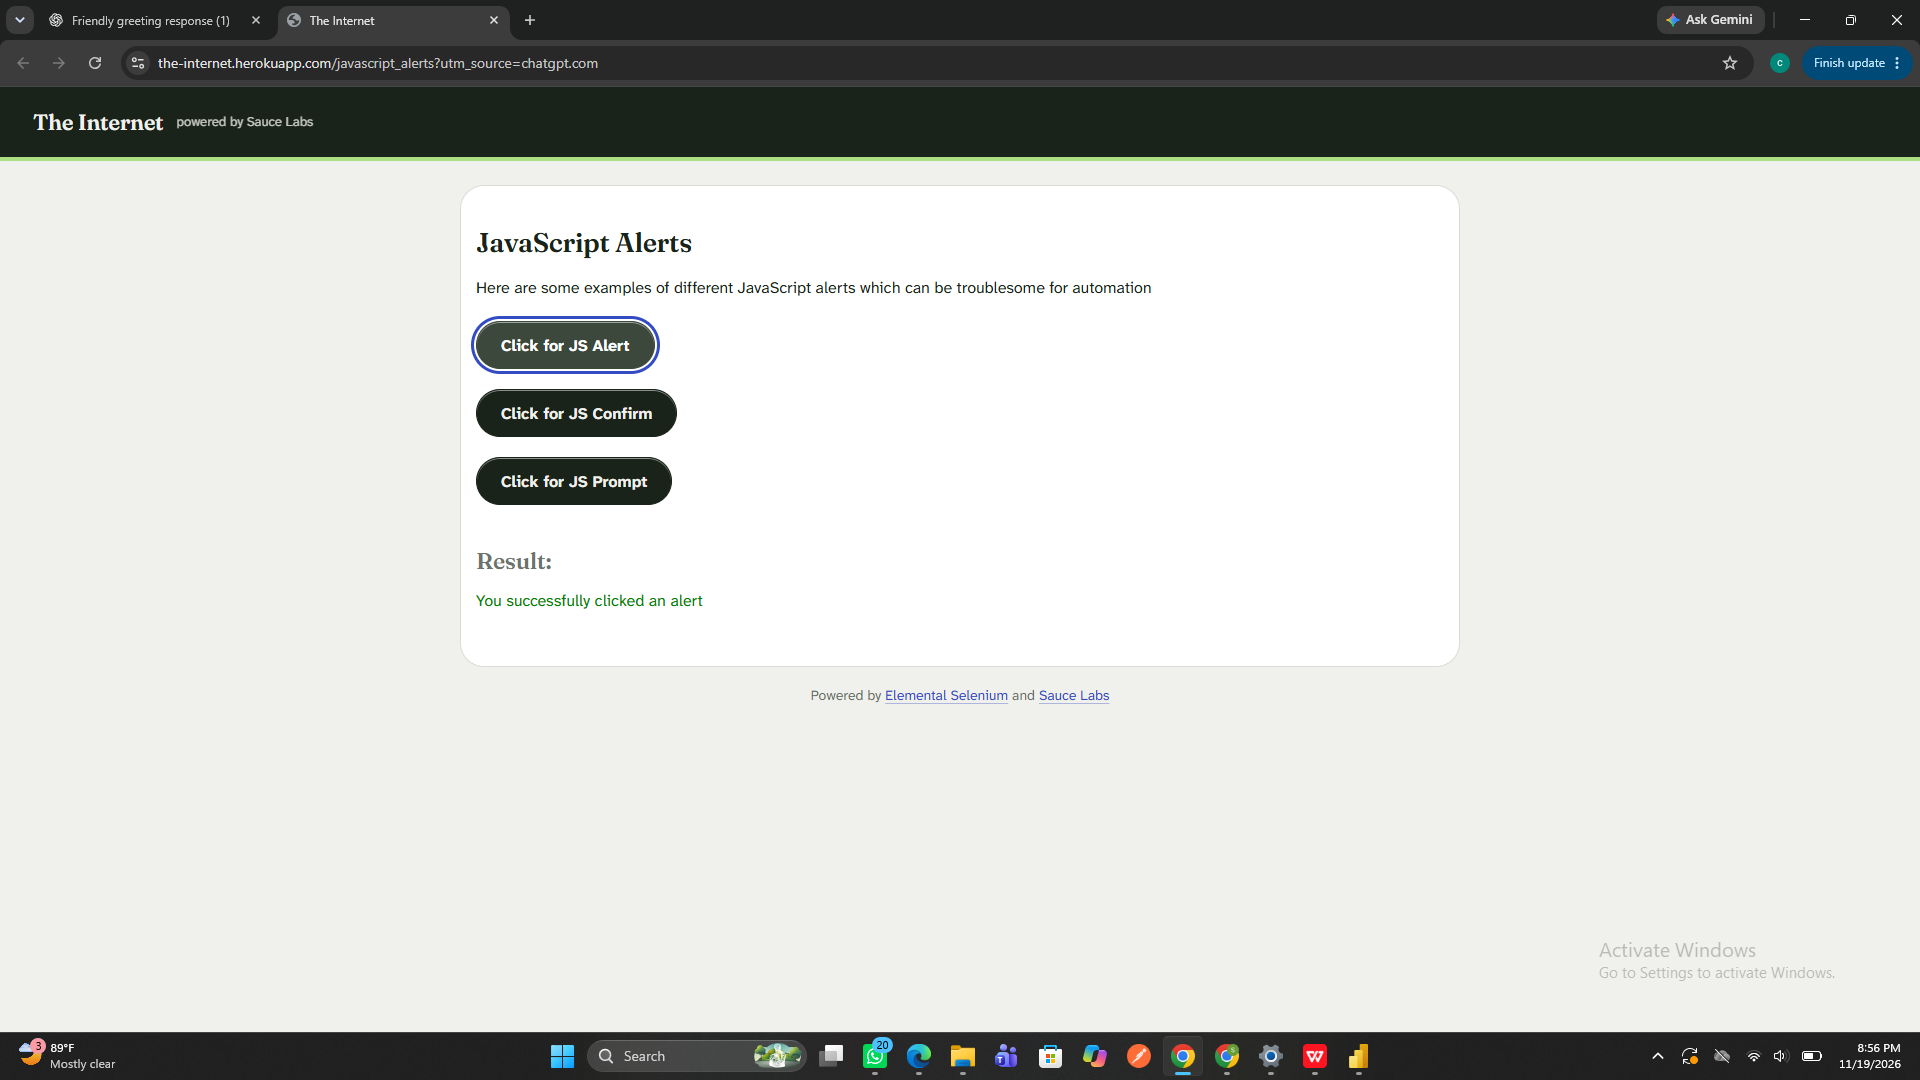 Friendly greeting response (1)
The Internet
Ask Gemini
the-internet.herokuapp.com/javascript_alerts?utm_source=chatgpt.com
c
Finish update
The Internet powered by Sauce Labs
JavaScript Alerts
Here are some examples of different JavaScript alerts which can be troublesome for automation
Click for JS Alert
Click for JS Confirm
Click for JS Prompt
Result:
You successfully clicked an alert
Powered by Elemental Selenium and Sauce Labs
Activate Windows
Go to Settings to activate Windows.
3
89°F
Mostly clear
Search
20
8:56 PM
11/19/2026